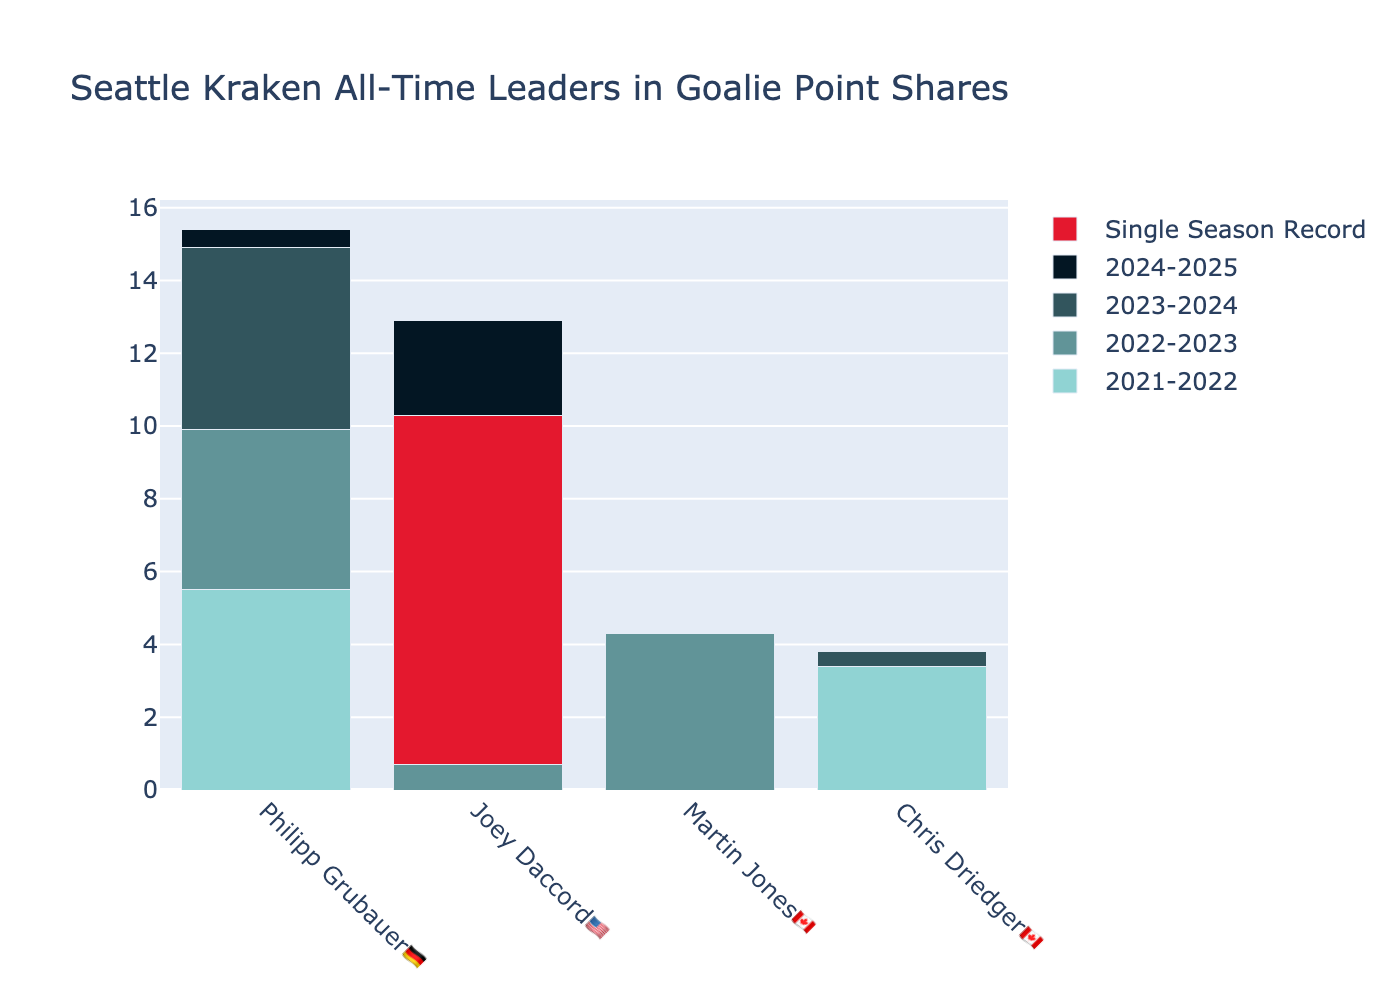 Seattle Kraken All-Time Leaders in Goalie Point Shares
16
14
12
10
8
6
4
2
0
Single Season Record
2024-2025
2023-2024
2022-2023
2021-2022
Philipp Grubauer🇩🇪
Joey Daccord🇺🇸
Martin Jones🇨🇦
Chris Driedger🇨🇦